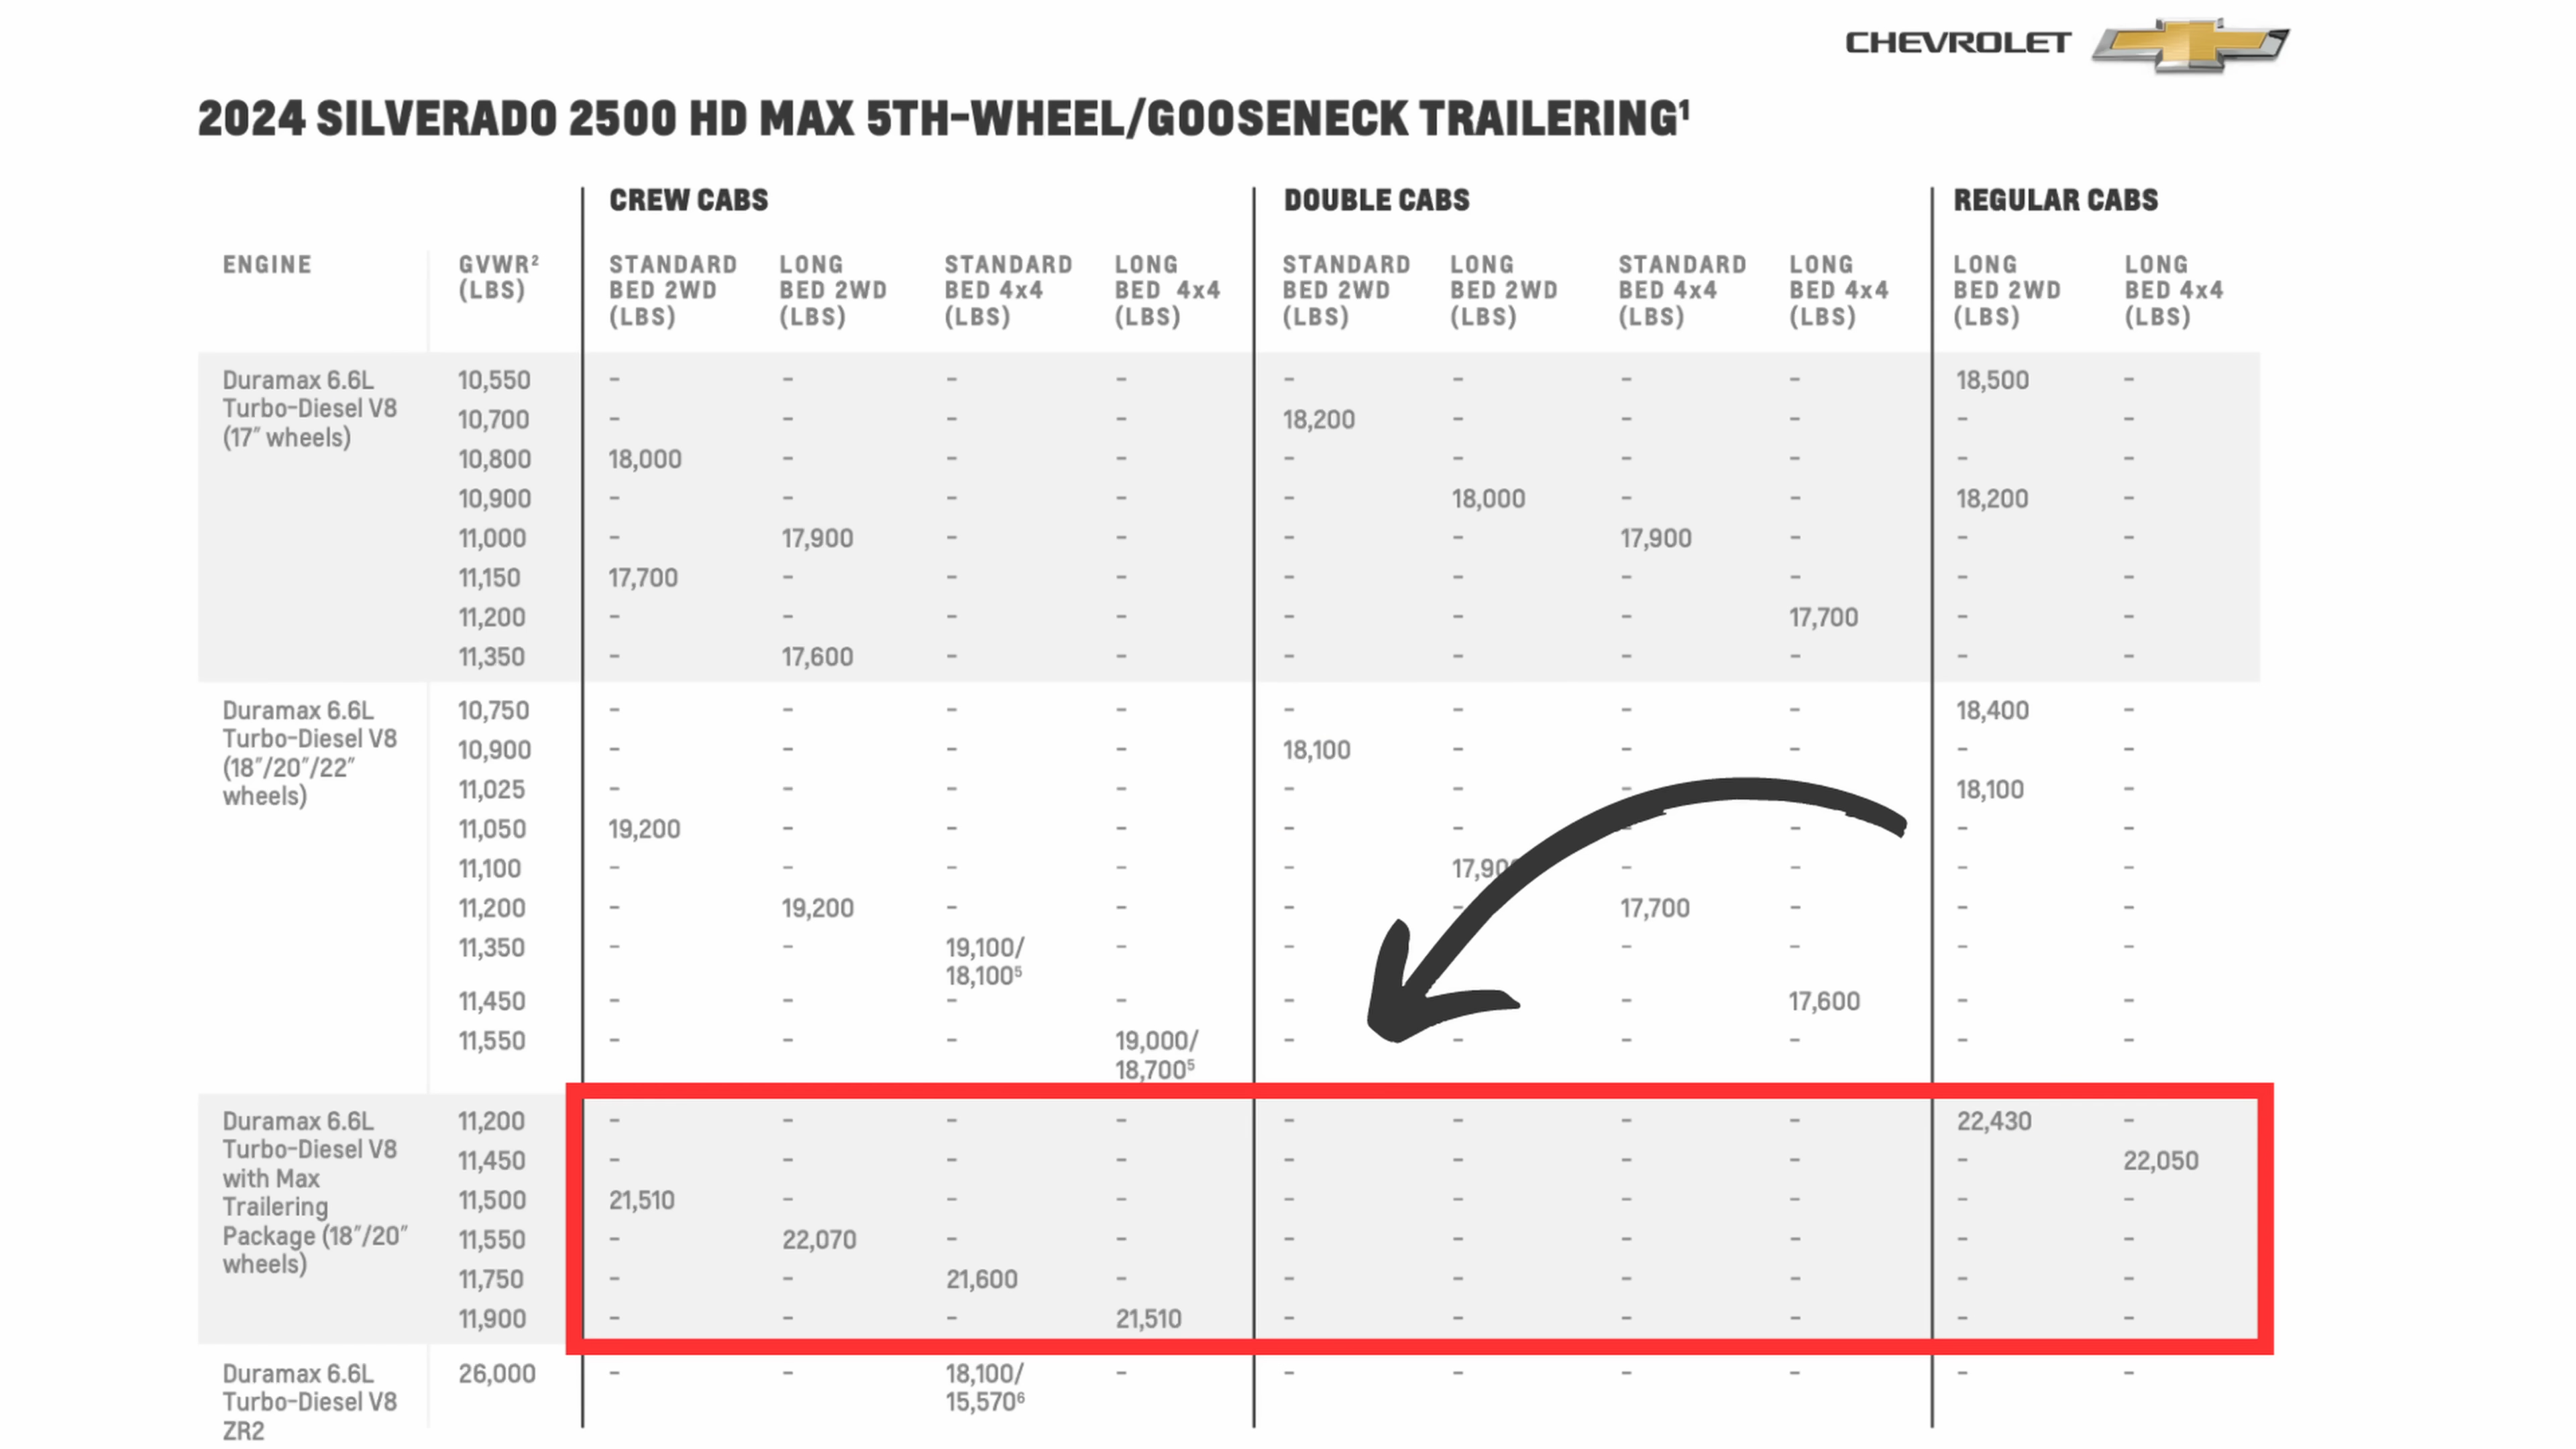 CHEVROLET
2024 SILVERADO 2500 HD MAX 5TH-WHEEL/GOOSENECK TRAILERING¹
CREW CABS DOUBLE CABS REGULAR CABS
ENGINE GVWR² STANDARD LONG STANDARD LONG STANDARD LONG STANDARD LONG LONG LONG
(LBS) BED 2WD BED 2WD BED 4x4 BED 4x4 BED 2WD BED 2WD BED 4x4 BED 4x4 BED 2WD BED 4x4
(LBS) (LBS) (LBS) (LBS) (LBS) (LBS) (LBS) (LBS) (LBS) (LBS)
Duramax 6.6L 10,550 - - - - - - - - 18,500 -
Turbo-Diesel V8 10,700 - - - - 18,200 - - - - -
(17″ wheels) 10,800 18,000 - - - - - - - - -
10,900 - - - - - 18,000 - - 18,200 -
11,000 - 17,900 - - - - 17,900 - - -
11,150 17,700 - - - - - - - - -
11,200 - - - - - - - 17,700 - -
11,350 - 17,600 - - - - - - - -
Duramax 6.6L 10,750 - - - - - - - - 18,400 -
Turbo-Diesel V8 10,900 - - - - 18,100 - - - - -
(18″/20″/22″ 11,025 - - - - - - - - 18,100 -
wheels) 11,050 19,200 - - - - - - - - -
11,100 - - - - - - - - -
11,200 - 19,200 - - - - 17,700 - - -
11,350 - - 19,100/ - - - - - -
18,100⁵
11,450 - - - - - - 17,600 - -
11,550 - - - 19,000/ - - - - - -
18,700⁵
Duramax 6.6L 11,200 - - - - - - - - 22,430 -
Turbo-Diesel V8 11,450 - - - - - - - - - 22,050
with Max
Trailering 11,500 21,510 - - - - - - - - -
Package (18″/20″ 11,550 - 22,070 - - - - - - - -
wheels) 11,750 - - 21,600 - - - - - - -
11,900 - - - 21,510 - - - - - -
Duramax 6.6L 26,000 - - 18,100/ - - - - - - -
Turbo-Diesel V8 15,570⁶
ZR2